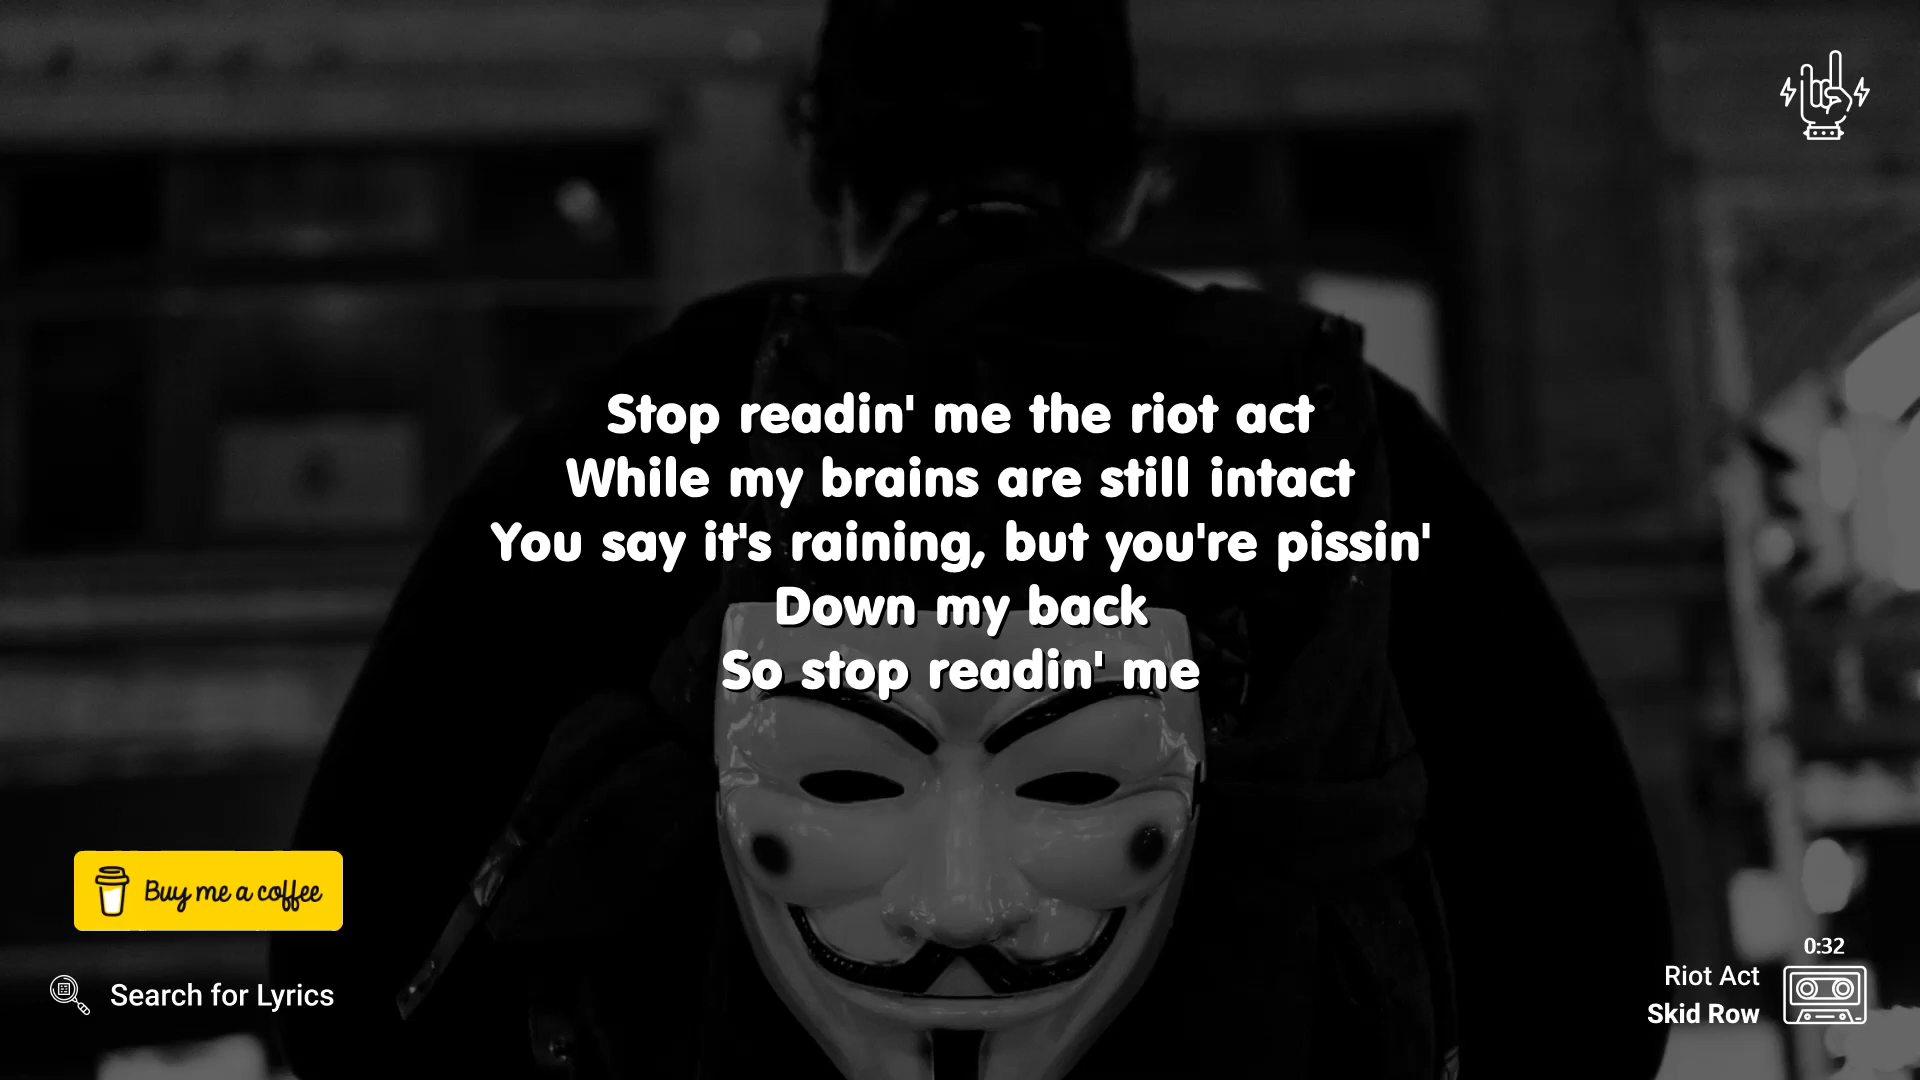 Stop readin' me the riot act
While my brains are still intact
You say it's raining, but you're pissin'
Down my back
So stop readin' me
Buy me a coffee
Search for Lyrics
0:32
Riot Act
Skid Row